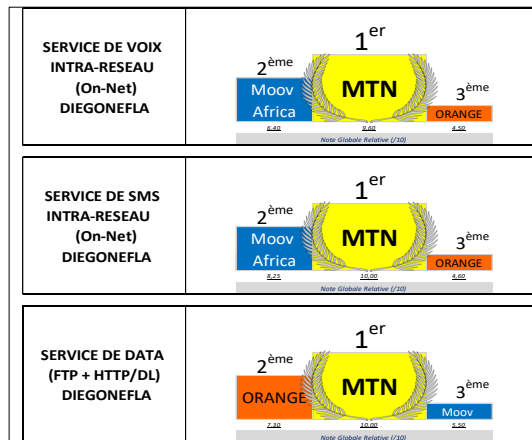 SERVICE DE VOIX
INTRA-RESEAU
(On-Net)
DIEGONEFLA
1er
2ème
3ème
Moov
Africa
MTN
ORANGE
6,40 9,60 4,50
Note Globale Relative (/10)
SERVICE DE SMS
INTRA-RESEAU
(On-Net)
DIEGONEFLA
1er
2ème
3ème
Moov
Africa
MTN
ORANGE
8,25 10,00 4,60
Note Globale Relative (/10)
SERVICE DE DATA
(FTP + HTTP/DL)
DIEGONEFLA
1er
2ème
3ème
ORANGE
MTN
Moov
7,30 10,00 5,50
Note Globale Relative (/10)